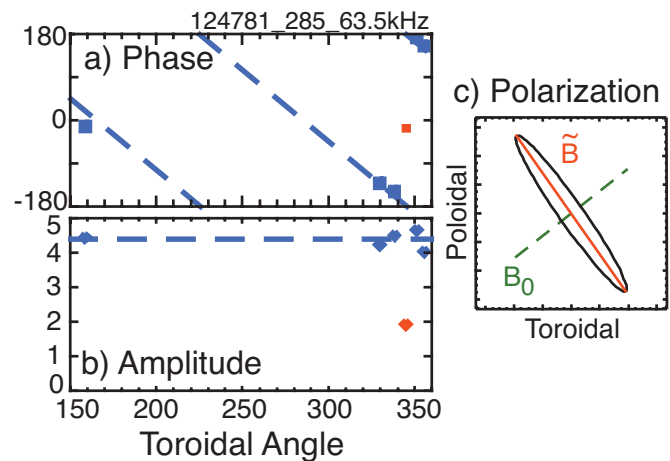 124781_285_63.5kHz
180
a) Phase
0
-180
5
4
3
2
1
0
b) Amplitude
150 200 250 300 350
Toroidal Angle
c) Polarization
B̃
B₀
Poloidal
Toroidal